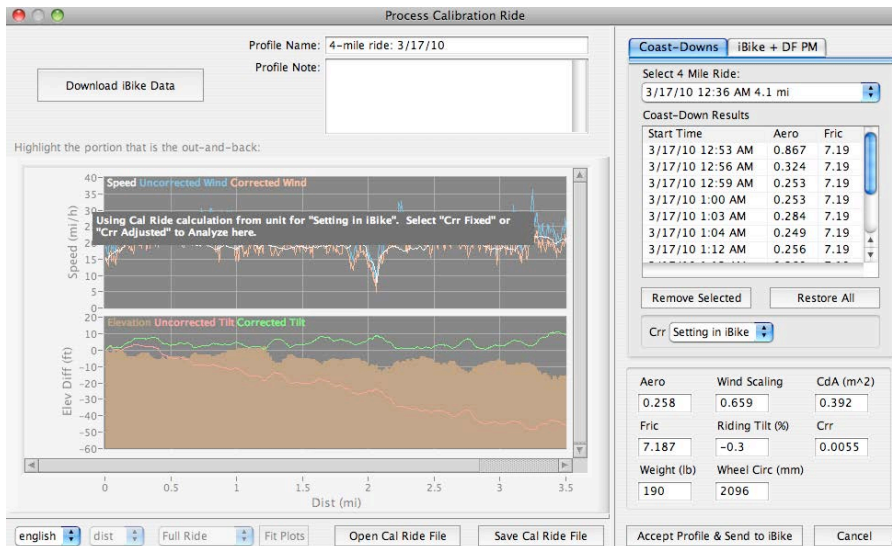 Process Calibration Ride
Profile Name: 4-mile ride: 3/17/10
Profile Note:
Download iBike Data
Highlight the portion that is the out-and-back:
Speed Uncorrected Wind Corrected Wind
Using Cal Ride calculation from unit for "Setting in iBike". Select "Crr Fixed" or
"Crr Adjusted" to Analyze here.
Speed (mi/h)
40
35
20
15
10
5
0
Elevation Uncorrected Tilt Corrected Tilt
Elev Diff (ft)
20
10
0
-10
-20
-30
-40
-50
-60
0 0.5 1 1.5 2 2.5 3 3.5
Dist (mi)
english dist Full Ride Fit Plots Open Cal Ride File Save Cal Ride File
Coast-Downs iBike + DF PM
Select 4 Mile Ride:
3/17/10 12:36 AM 4.1 mi
Coast-Down Results
Start Time Aero Fric
3/17/10 12:53 AM 0.867 7.19
3/17/10 12:56 AM 0.324 7.19
3/17/10 12:59 AM 0.253 7.19
3/17/10 1:00 AM 0.253 7.19
3/17/10 1:03 AM 0.284 7.19
3/17/10 1:04 AM 0.249 7.19
3/17/10 1:12 AM 0.256 7.19
Remove Selected Restore All
Crr Setting in iBike
Aero Wind Scaling CdA (m^2)
0.258 0.659 0.392
Fric Riding Tilt (%) Crr
7.187 -0.3 0.0055
Weight (lb) Wheel Circ (mm)
190 2096
Accept Profile & Send to iBike Cancel